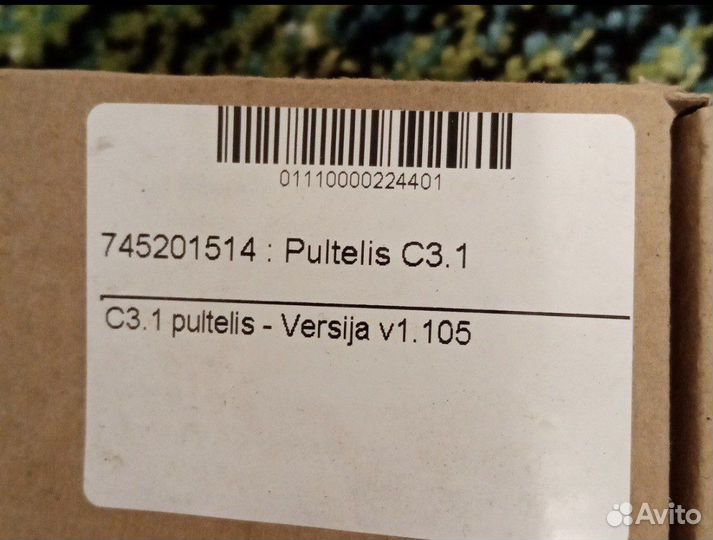 01110000224401
745201514 : Pultelis C3.1
C3.1 pultelis - Versija v1.105
Avito